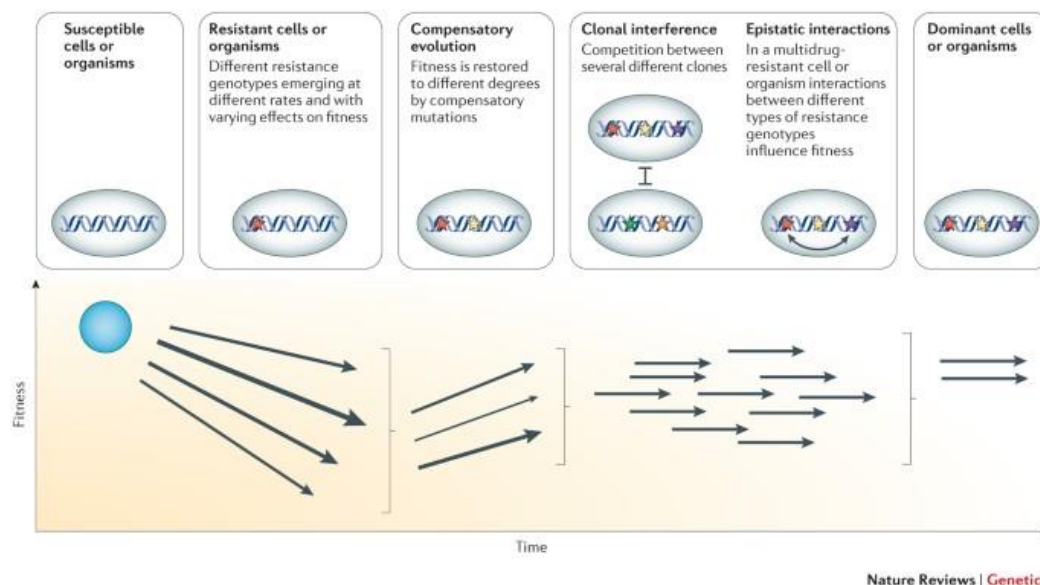 Susceptible
cells or
organisms
Resistant cells or
organisms
Different resistance
genotypes emerging at
different rates and with
varying effects on fitness
Compensatory
evolution
Fitness is restored
to different degrees
by compensatory
mutations
Clonal interference
Competition between
several different clones
Epistatic interactions
In a multidrug-
resistant cell or
organism interactions
between different
types of resistance
genotypes
influence fitness
Dominant cells
or organisms
Fitness
Time
Nature Reviews | Genetic